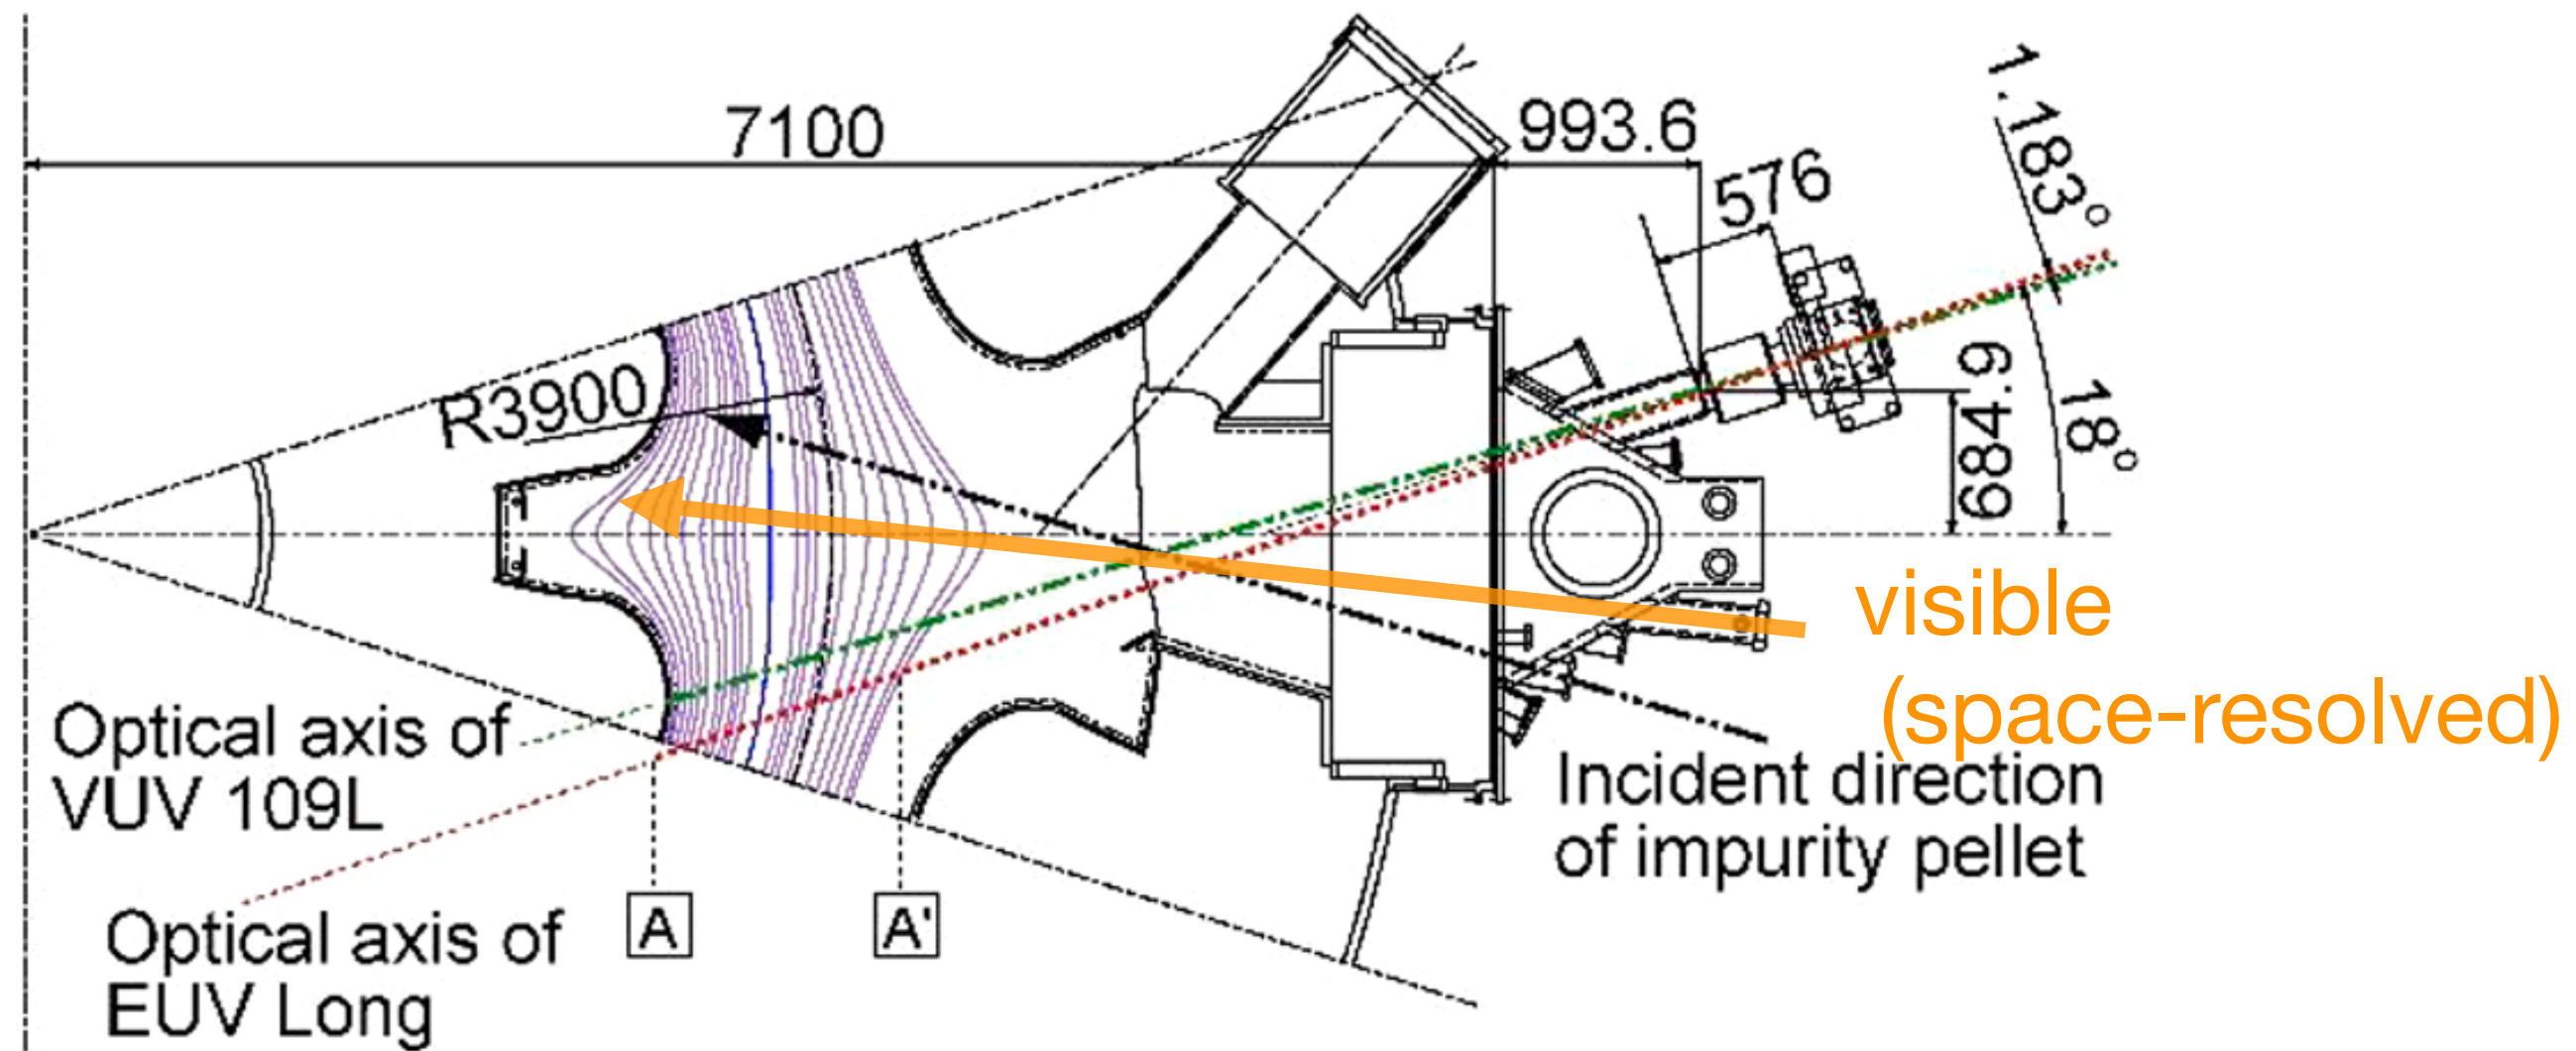 7100
993.6
576
1.183°
R3900
684.9
18°
visible
(space-resolved)
Optical axis of
VUV 109L
Incident direction
of impurity pellet
A
A'
Optical axis of
EUV Long